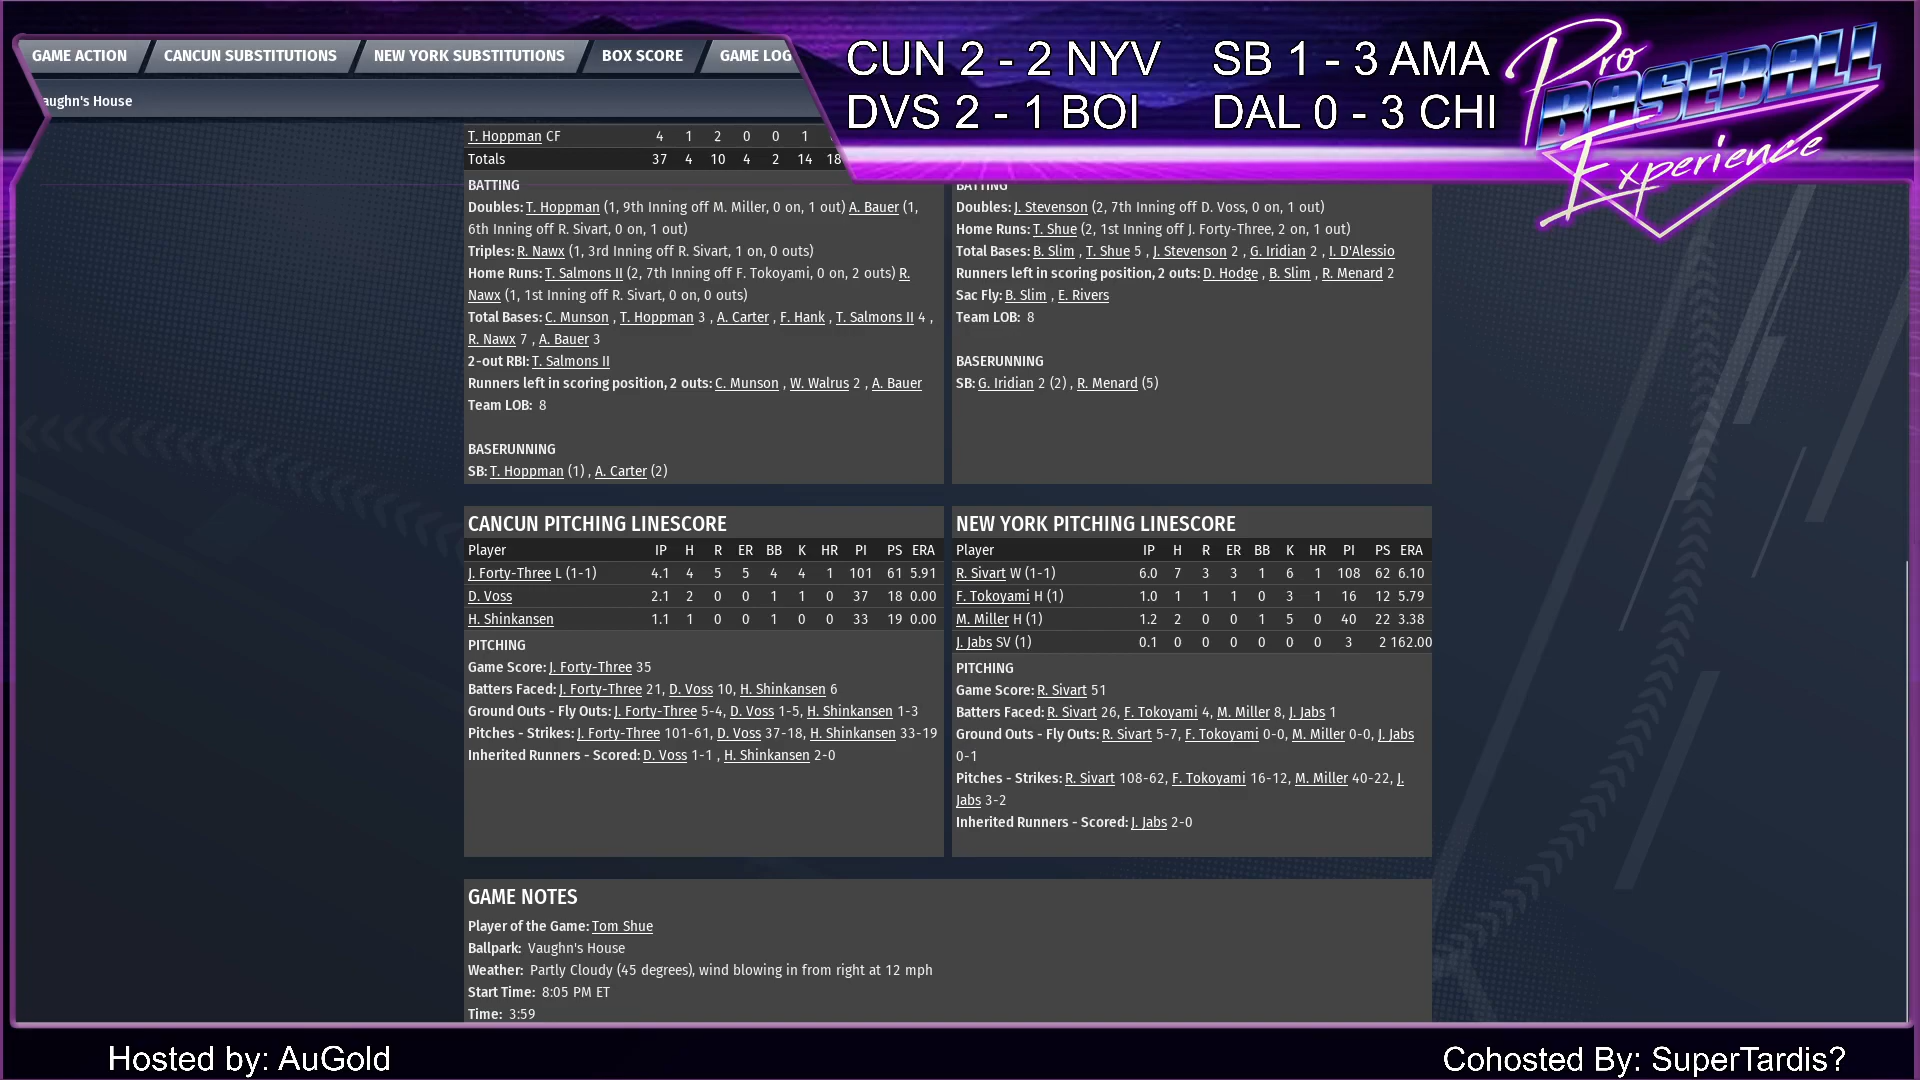 GAME ACTION
CANCUN SUBSTITUTIONS
NEW YORK SUBSTITUTIONS
BOX SCORE
GAME LOG
CUN 2 - 2 NYV SB 1 - 3 AMA
DVS 2 - 1 BOI DAL 0 - 3 CHI
Pro
BASEBALL
Experience
aughn's House
T. Hoppman CF 4 1 2 0 0 1
Totals 37 4 10 4 2 14 18
BATTING
Doubles: T. Hoppman (1, 9th Inning off M. Miller, 0 on, 1 out) A. Bauer (1,
6th Inning off R. Sivart, 0 on, 1 out)
Triples: R. Nawx (1, 3rd Inning off R. Sivart, 1 on, 0 outs)
Home Runs: T. Salmons II (2, 7th Inning off F. Tokoyami, 0 on, 2 outs) R.
Nawx (1, 1st Inning off R. Sivart, 0 on, 0 outs)
Total Bases: C. Munson , T. Hoppman 3 , A. Carter , F. Hank , T. Salmons II 4 ,
R. Nawx 7 , A. Bauer 3
2-out RBI: T. Salmons II
Runners left in scoring position, 2 outs: C. Munson , W. Walrus 2 , A. Bauer
Team LOB: 8
BASERUNNING
SB: T. Hoppman (1) , A. Carter (2)
BATTING
Doubles: J. Stevenson (2, 7th Inning off D. Voss, 0 on, 1 out)
Home Runs: T. Shue (2, 1st Inning off J. Forty-Three, 2 on, 1 out)
Total Bases: B. Slim , T. Shue 5 , J. Stevenson 2 , G. Iridian 2 , I. D'Alessio
Runners left in scoring position, 2 outs: D. Hodge , B. Slim , R. Menard 2
Sac Fly: B. Slim , E. Rivers
Team LOB: 8
BASERUNNING
SB: G. Iridian 2 (2) , R. Menard (5)
CANCUN PITCHING LINESCORE
Player IP H R ER BB K HR PI PS ERA
J. Forty-Three L (1-1) 4.1 4 5 5 4 4 1 101 61 5.91
D. Voss 2.1 2 0 0 1 1 0 37 18 0.00
H. Shinkansen 1.1 1 0 0 1 0 0 33 19 0.00
PITCHING
Game Score: J. Forty-Three 35
Batters Faced: J. Forty-Three 21, D. Voss 10, H. Shinkansen 6
Ground Outs - Fly Outs: J. Forty-Three 5-4, D. Voss 1-5, H. Shinkansen 1-3
Pitches - Strikes: J. Forty-Three 101-61, D. Voss 37-18, H. Shinkansen 33-19
Inherited Runners - Scored: D. Voss 1-1 , H. Shinkansen 2-0
NEW YORK PITCHING LINESCORE
Player IP H R ER BB K HR PI PS ERA
R. Sivart W (1-1) 6.0 7 3 3 1 6 1 108 62 6.10
F. Tokoyami H (1) 1.0 1 1 1 0 3 1 16 12 5.79
M. Miller H (1) 1.2 2 0 0 1 5 0 40 22 3.38
J. Jabs SV (1) 0.1 0 0 0 0 0 0 3 2 162.00
PITCHING
Game Score: R. Sivart 51
Batters Faced: R. Sivart 26, F. Tokoyami 4, M. Miller 8, J. Jabs 1
Ground Outs - Fly Outs: R. Sivart 5-7, F. Tokoyami 0-0, M. Miller 0-0, J. Jabs
0-1
Pitches - Strikes: R. Sivart 108-62, F. Tokoyami 16-12, M. Miller 40-22, J.
Jabs 3-2
Inherited Runners - Scored: J. Jabs 2-0
GAME NOTES
Player of the Game: Tom Shue
Ballpark: Vaughn's House
Weather: Partly Cloudy (45 degrees), wind blowing in from right at 12 mph
Start Time: 8:05 PM ET
Time: 3:59
Hosted by: AuGold
Cohosted By: SuperTardis?